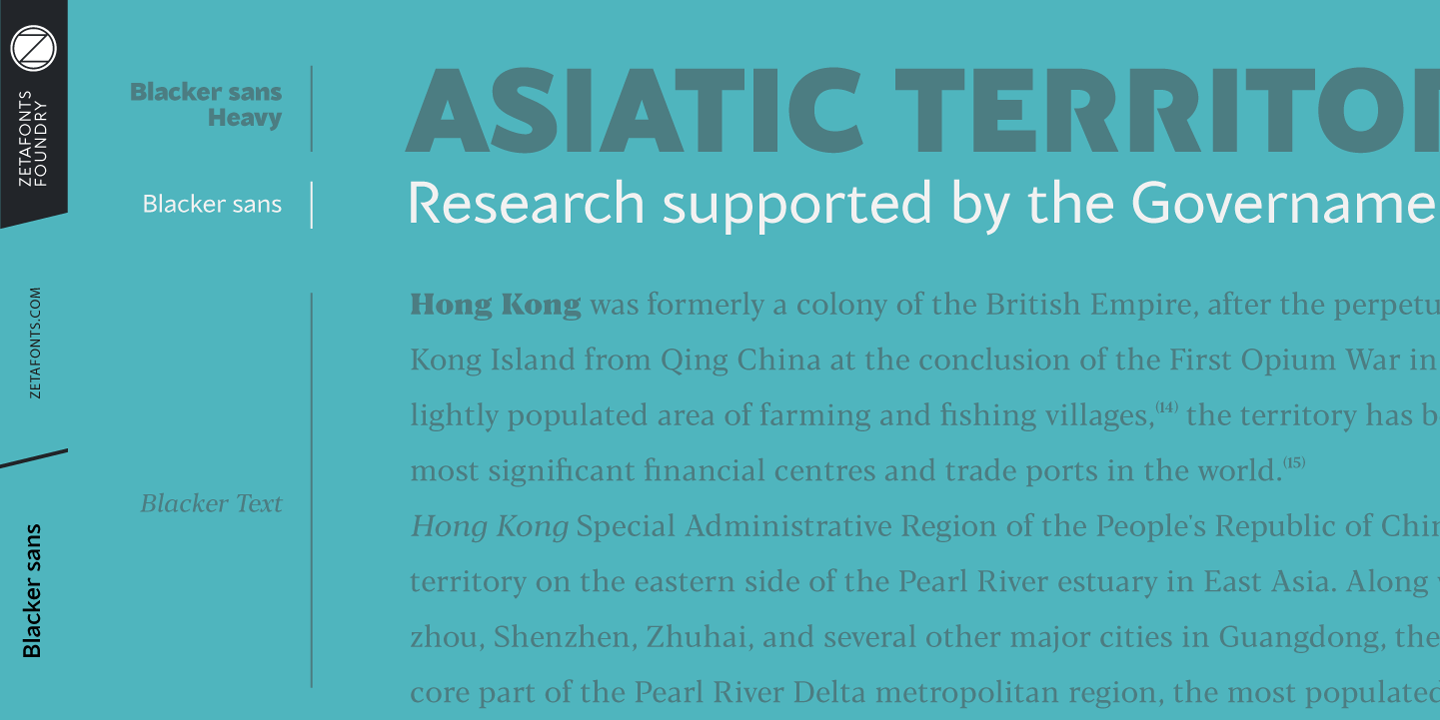 ZETAFONTS
FOUNDRY
ZETAFONTS.COM
Blacker sans
Blacker sans
Heavy
ASIATIC TERRITO
Blacker sans
Research supported by the Govername
Blacker Text
Hong Kong was formerly a colony of the British Empire, after the perpetu
Kong Island from Qing China at the conclusion of the First Opium War in
lightly populated area of farming and fishing villages,(14) the territory has b
most significant financial centres and trade ports in the world.(15)
Hong Kong Special Administrative Region of the People's Republic of Chin
territory on the eastern side of the Pearl River estuary in East Asia. Along
zhou, Shenzhen, Zhuhai, and several other major cities in Guangdong, the
core part of the Pearl River Delta metropolitan region, the most populated